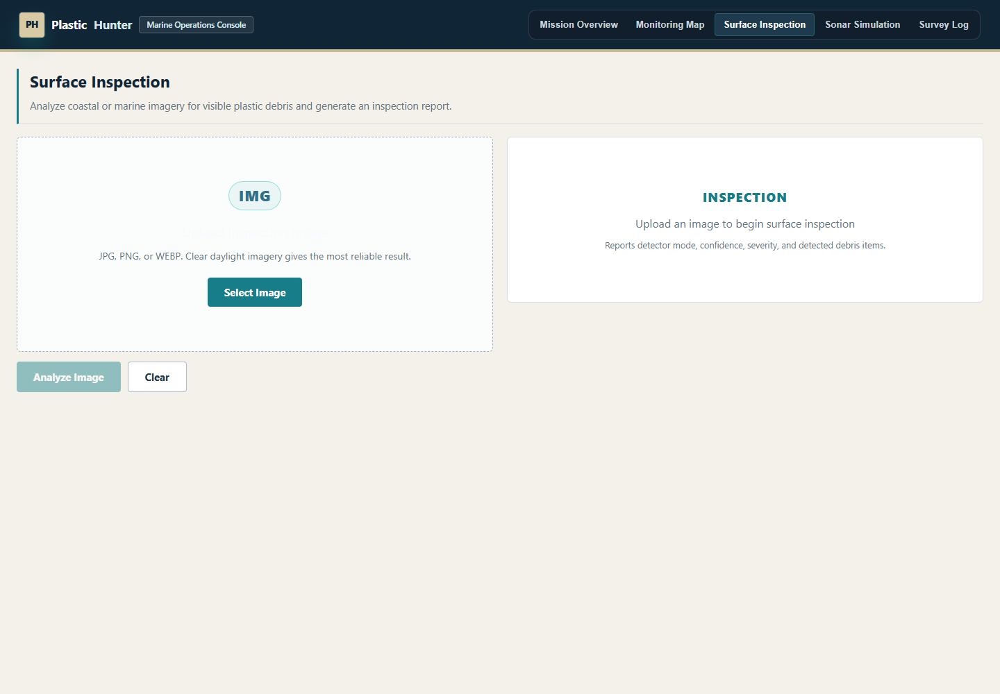 PH
Plastic Hunter
Marine Operations Console
Mission Overview
Monitoring Map
Surface Inspection
Sonar Simulation
Survey Log
Surface Inspection
Analyze coastal or marine imagery for visible plastic debris and generate an inspection report.
IMG
JPG, PNG, or WEBP. Clear daylight imagery gives the most reliable result.
Select Image
Analyze Image
Clear
INSPECTION
Upload an image to begin surface inspection
Reports detector mode, confidence, severity, and detected debris items.